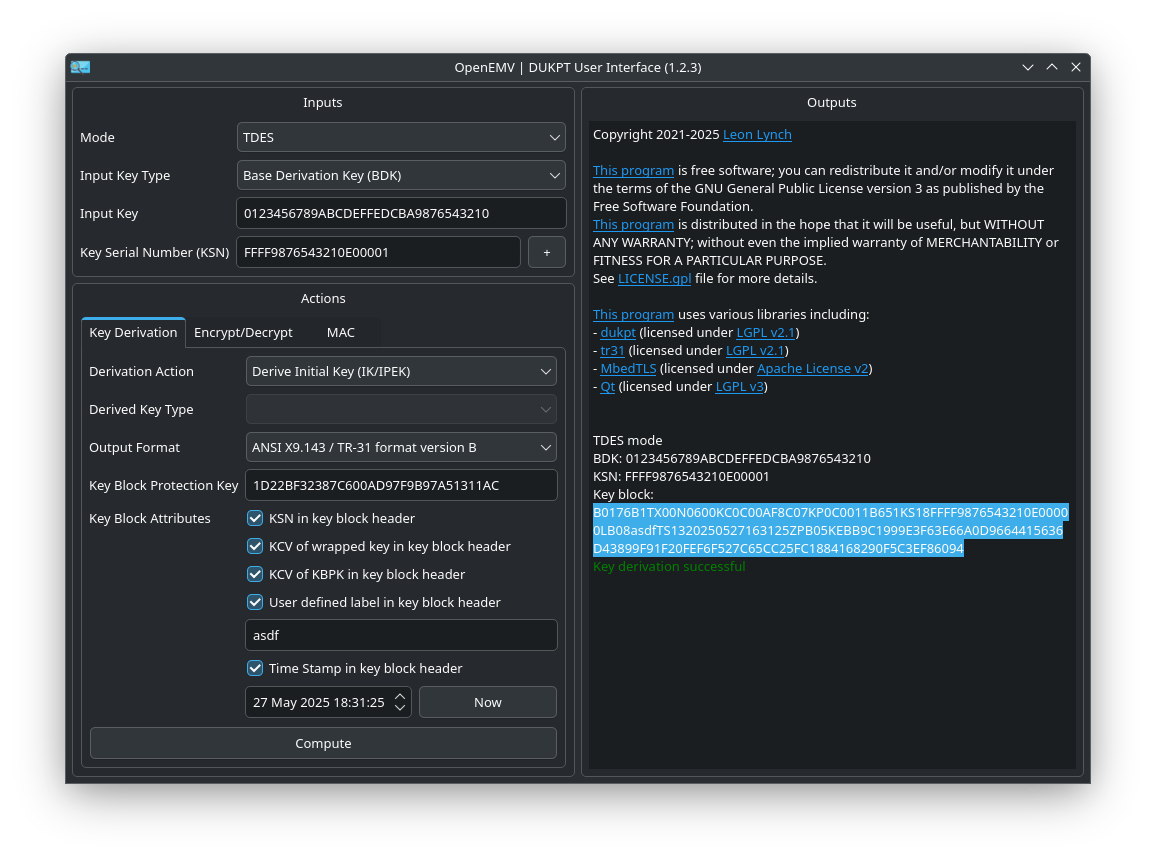 OpenEMV | DUKPT User Interface (1.2.3)
Inputs
Mode
TDES
Input Key Type
Base Derivation Key (BDK)
Input Key
0123456789ABCDEFFEDCBA9876543210
Key Serial Number (KSN)
FFFF9876543210E00001
+
Actions
Key Derivation
Encrypt/Decrypt
MAC
Derivation Action
Derive Initial Key (IK/IPEK)
Derived Key Type
Output Format
ANSI X9.143 / TR-31 format version B
Key Block Protection Key
1D22BF32387C600AD97F9B97A51311AC
Key Block Attributes
KSN in key block header
KCV of wrapped key in key block header
KCV of KBPK in key block header
User defined label in key block header
asdf
Time Stamp in key block header
27 May 2025 18:31:25
Now
Compute
Outputs
Copyright 2021-2025 Leon Lynch
This program is free software; you can redistribute it and/or modify it under
the terms of the GNU General Public License version 3 as published by the
Free Software Foundation.
This program is distributed in the hope that it will be useful, but WITHOUT
ANY WARRANTY; without even the implied warranty of MERCHANTABILITY or
FITNESS FOR A PARTICULAR PURPOSE.
See LICENSE.gpl file for more details.
This program uses various libraries including:
- dukpt (licensed under LGPL v2.1)
- tr31 (licensed under LGPL v2.1)
- MbedTLS (licensed under Apache License v2)
- Qt (licensed under LGPL v3)
TDES mode
BDK: 0123456789ABCDEFFEDCBA9876543210
KSN: FFFF9876543210E00001
Key block:
B0176B1TX00N0600KC0C00AF8C07KP0C0011B651KS18FFFF9876543210E0000
0LB08asdfTS1320250527163125ZPB05KEBB9C1999E3F63E66A0D9664415636
D43899F91F20FEF6F527C65CC25FC1884168290F5C3EF86094
Key derivation successful